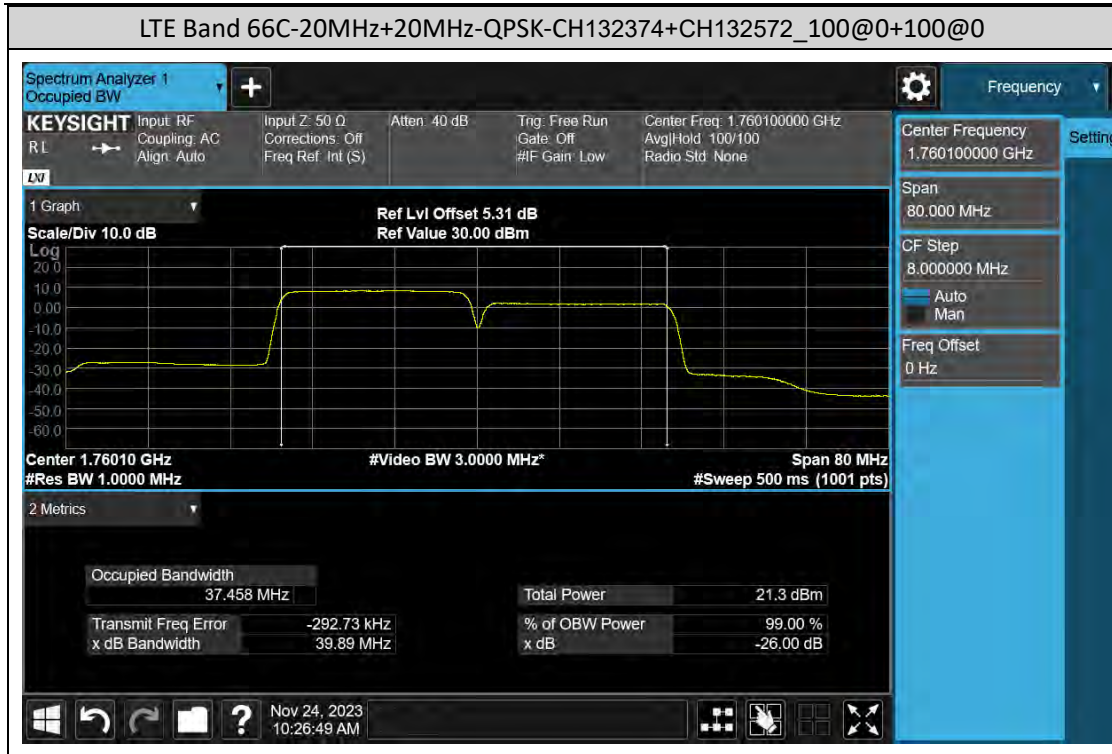 LTE Band 66C-20MHz+20MHz-QPSK-CH132374+CH132572_100@0+100@0
Spectrum Analyzer 1
Occupied BW
+
Frequency
KEYSIGHT
R L
LXI
Input: RF
Coupling: AC
Align: Auto
Input Z: 50 Ω
Corrections: Off
Freq Ref: Int (S)
Atten: 40 dB
Trig: Free Run
Gate: Off
#IF Gain: Low
Center Freq: 1.760100000 GHz
Avg|Hold: 100/100
Radio Std: None
Center Frequency
1.760100000 GHz
Settin
Span
80.000 MHz
CF Step
8.000000 MHz
Auto
Man
Freq Offset
0 Hz
1 Graph
Scale/Div 10.0 dB
Ref Lvl Offset 5.31 dB
Ref Value 30.00 dBm
Log
20.0
10.0
0.00
-10.0
-20.0
-30.0
-40.0
-50.0
-60.0
Center 1.76010 GHz
#Video BW 3.0000 MHz*
Span 80 MHz
#Res BW 1.0000 MHz
#Sweep 500 ms (1001 pts)
2 Metrics
Occupied Bandwidth
37.458 MHz
Total Power 21.3 dBm
Transmit Freq Error -292.73 kHz
% of OBW Power 99.00 %
x dB Bandwidth 39.89 MHz
x dB -26.00 dB
?
Nov 24, 2023
10:26:49 AM